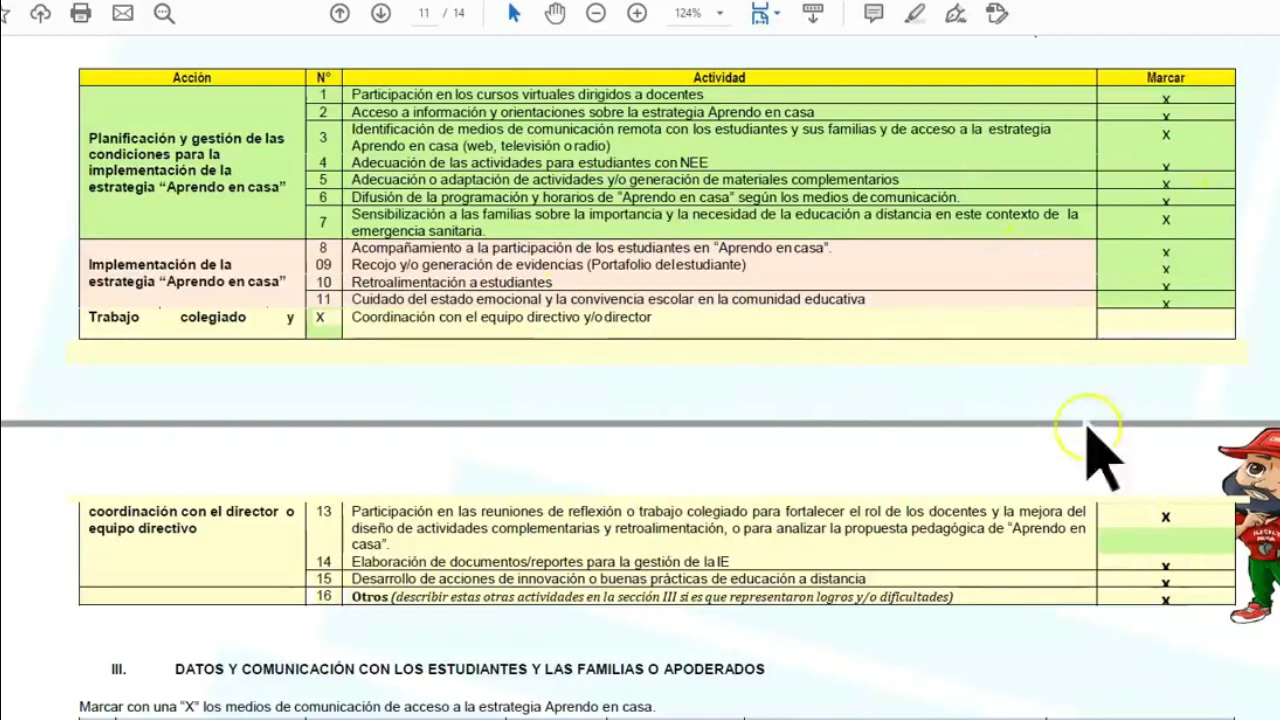 11 / 14
124%
Acción N° Actividad Marcar
Planificación y gestión de las
condiciones para la
implementación de la
estrategia “Aprendo en casa”
1 Participación en los cursos virtuales dirigidos a docentes x
2 Acceso a información y orientaciones sobre la estrategia Aprendo en casa x
3 Identificación de medios de comunicación remota con los estudiantes y sus familias y de acceso a la estrategia x
Aprendo en casa (web, televisión o radio)
4 Adecuación de las actividades para estudiantes con NEE x
5 Adecuación o adaptación de actividades y/o generación de materiales complementarios x
6 Difusión de la programación y horarios de “Aprendo en casa” según los medios de comunicación. x
7 Sensibilización a las familias sobre la importancia y la necesidad de la educación a distancia en este contexto de la x
emergencia sanitaria.
Implementación de la
estrategia “Aprendo en casa”
8 Acompañamiento a la participación de los estudiantes en “Aprendo en casa”. x
09 Recojo y/o generación de evidencias (Portafolio del estudiante) x
10 Retroalimentación a estudiantes x
11 Cuidado del estado emocional y la convivencia escolar en la comunidad educativa x
Trabajo colegiado y X Coordinación con el equipo directivo y/o director
coordinación con el director o
equipo directivo
13 Participación en las reuniones de reflexión o trabajo colegiado para fortalecer el rol de los docentes y la mejora del x
diseño de actividades complementarias y retroalimentación, o para analizar la propuesta pedagógica de “Aprendo en
casa”.
14 Elaboración de documentos/reportes para la gestión de la IE x
15 Desarrollo de acciones de innovación o buenas prácticas de educación a distancia x
16 Otros (describir estas otras actividades en la sección III si es que representaron logros y/o dificultades) x
III. DATOS Y COMUNICACIÓN CON LOS ESTUDIANTES Y LAS FAMILIAS O APODERADOS
Marcar con una “X” los medios de comunicación de acceso a la estrategia Aprendo en casa.